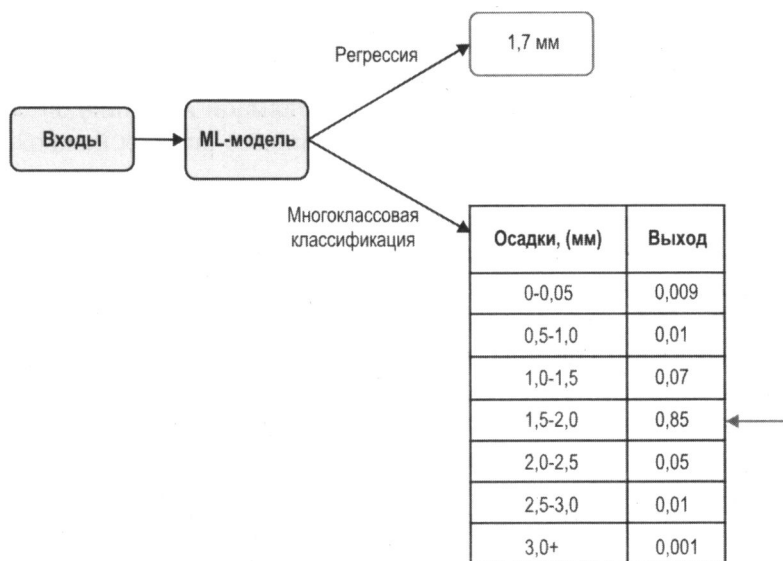 1,7 мм
Регрессия
Входы
ML-модель
Многоклассовая
классификация
Осадки, (мм) Выход
0-0,05 0,009
0,5-1,0 0,01
1,0-1,5 0,07
1,5-2,0 0,85
2,0-2,5 0,05
2,5-3,0 0,01
3,0+ 0,001